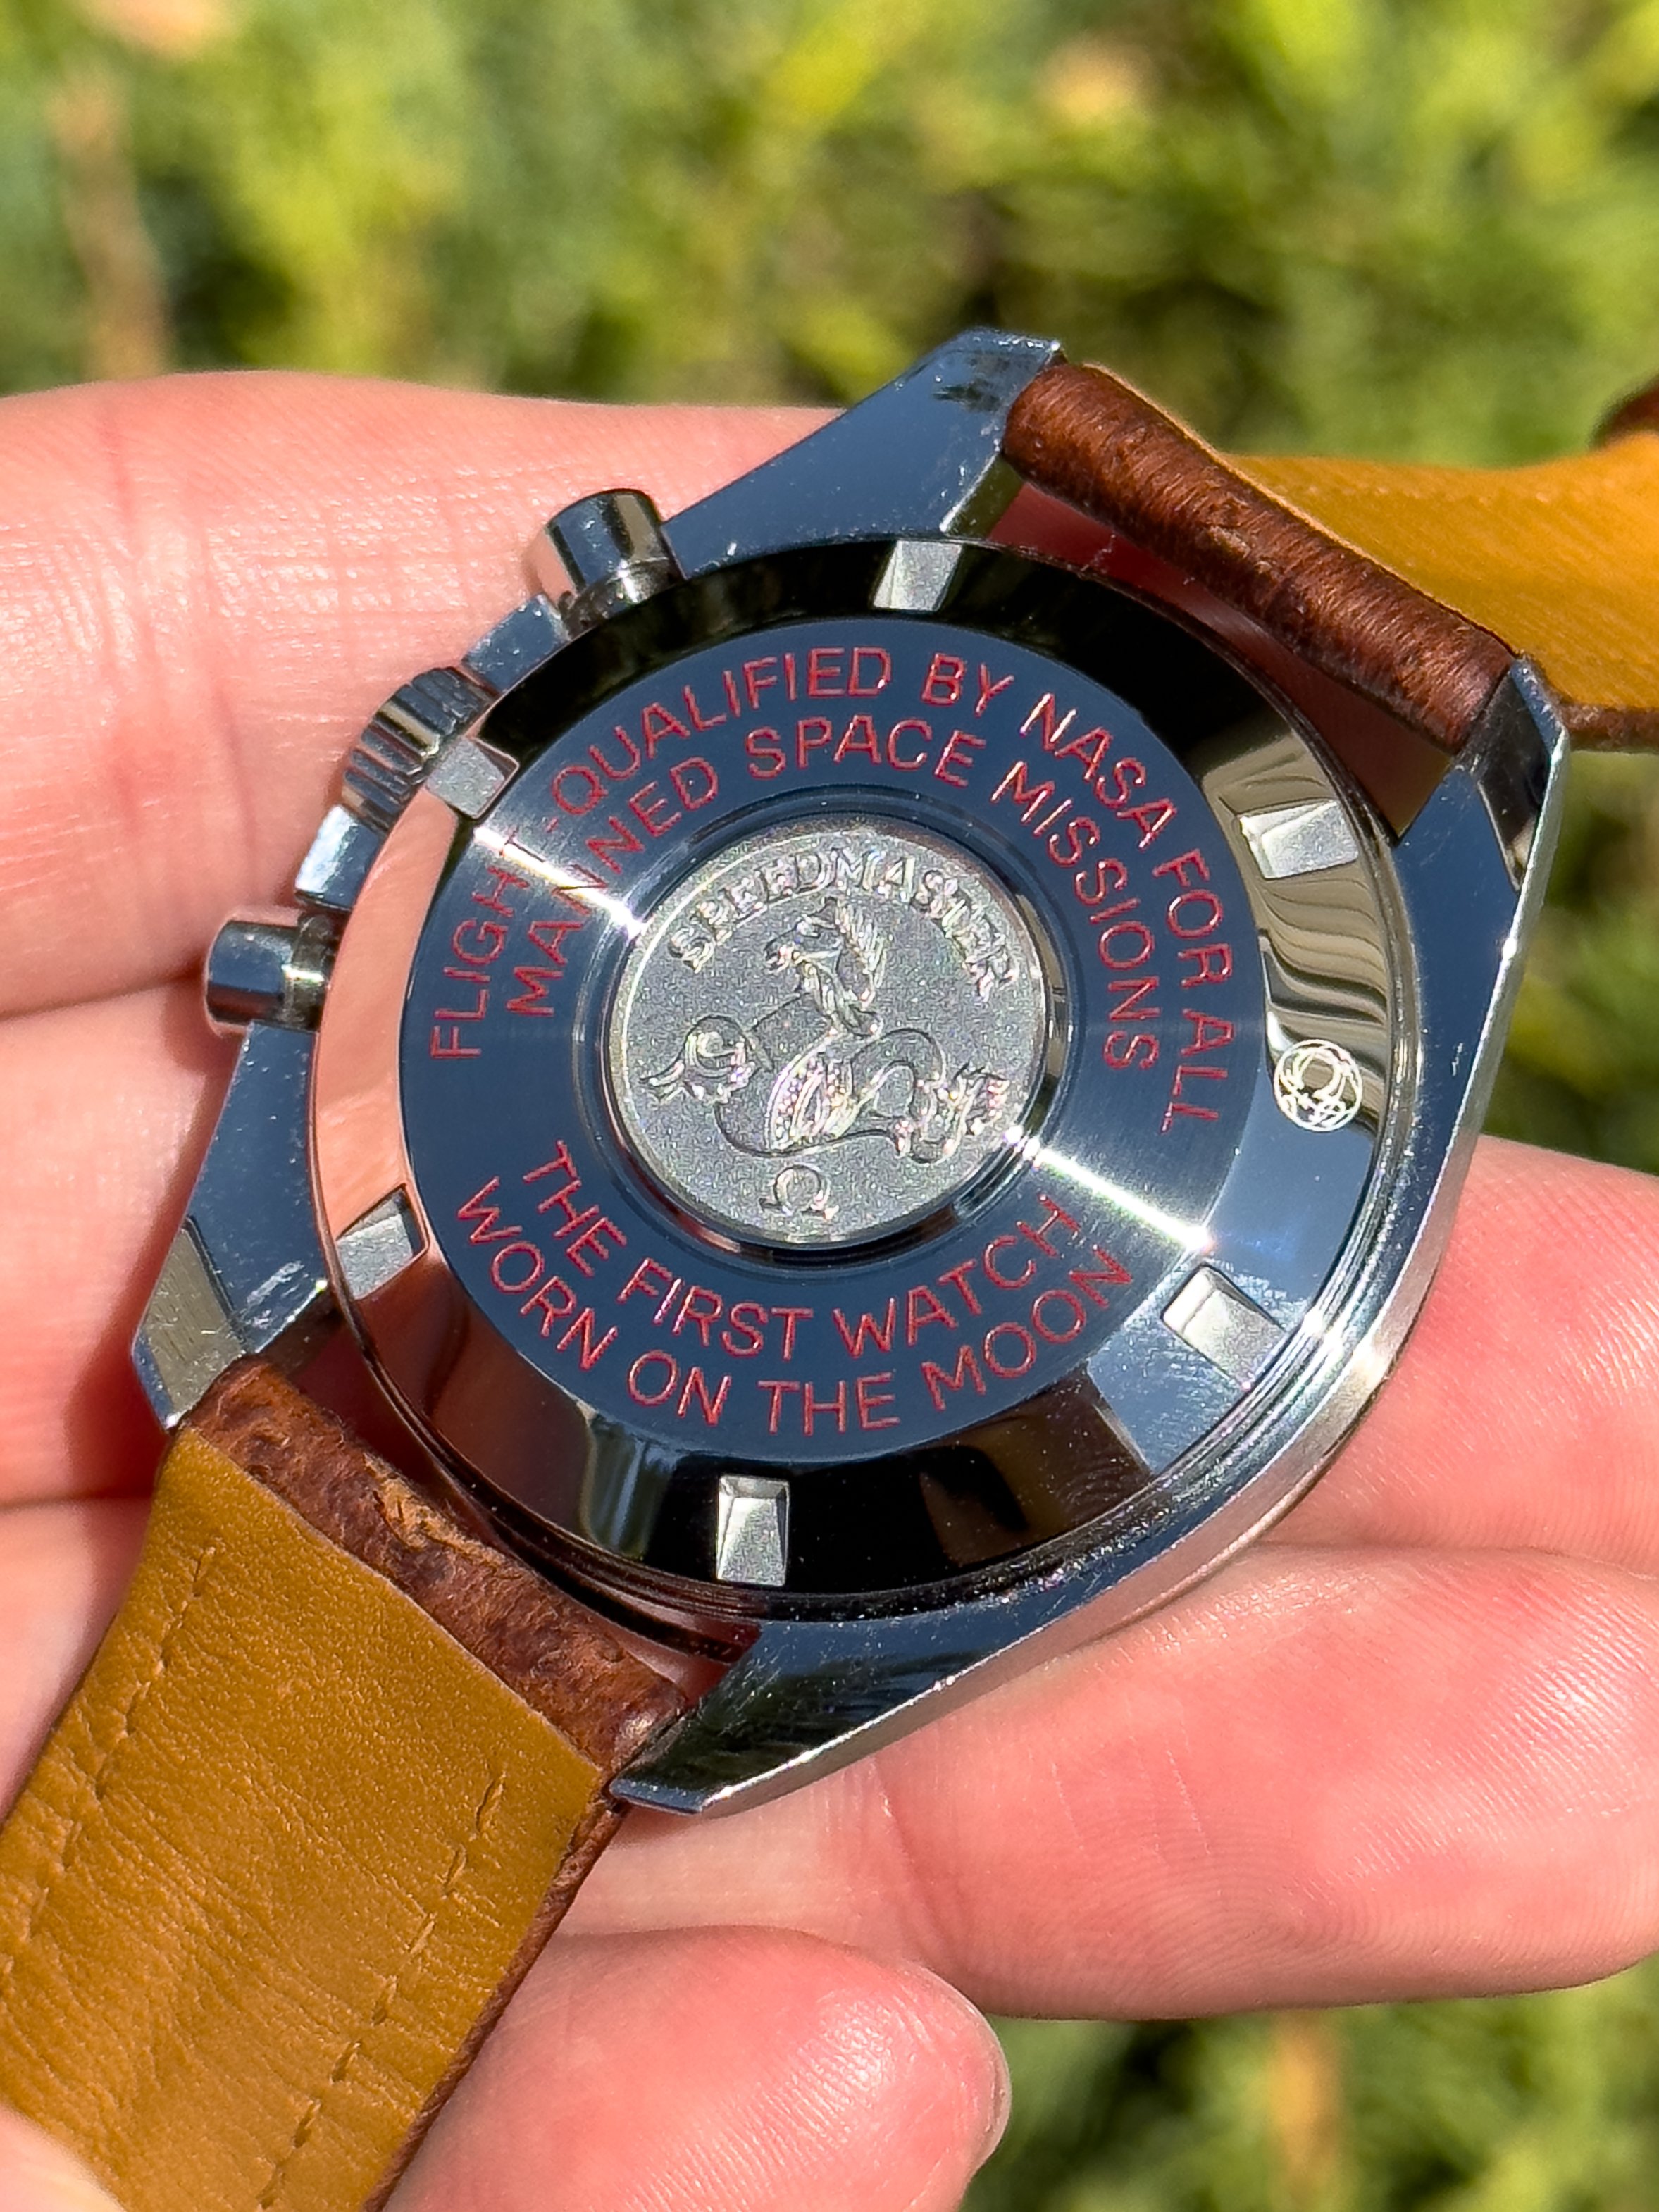 FLIGHT-QUALIFIED BY NASA FOR ALL
MANNED SPACE MISSIONS
SPEEDMASTER
Ω
THE FIRST WATCH
WORN ON THE MOON